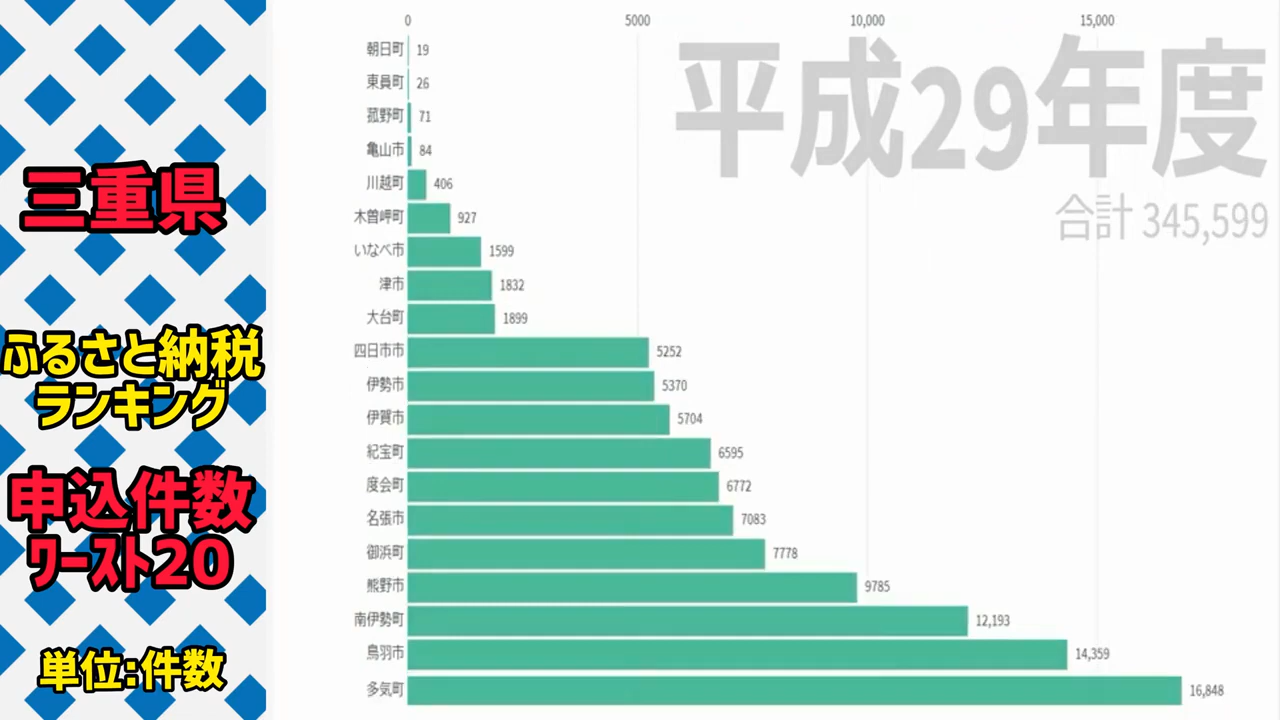 三重県
ふるさと納税
ランキング
申込件数
ﾜｰｽﾄ20
単位:件数
0 5000 10,000 15,000
平成29年度
合計 345,599
朝日町 19
東員町 26
菰野町 71
亀山市 84
川越町 406
木曽岬町 927
いなべ市 1599
津市 1832
大台町 1899
四日市市 5252
伊勢市 5370
伊賀市 5704
紀宝町 6595
度会町 6772
名張市 7083
御浜町 7778
熊野市 9785
南伊勢町 12,193
鳥羽市 14,359
多気町 16,848